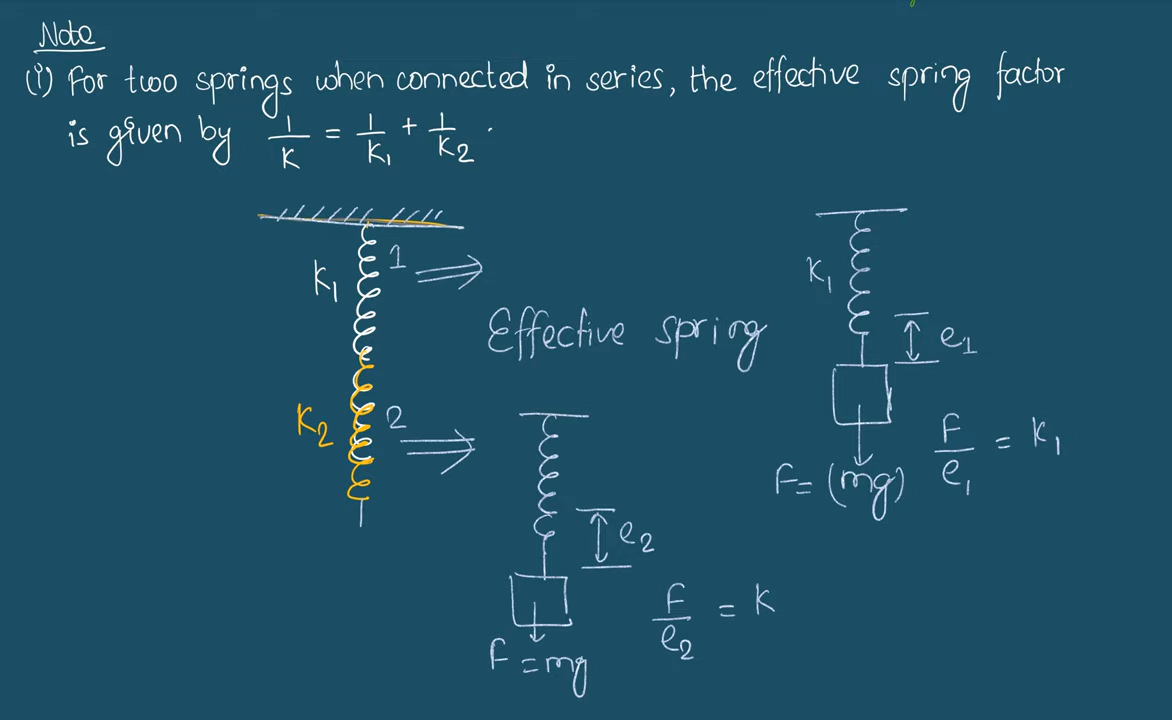 Note
(i) For two springs when connected in series, the effective spring factor
is given by 1/K = 1/K₁ + 1/K₂ .
K₁
1
K₁
Effective spring
e₁
K₂
2
F/e₁ = K₁
F= (mg)
e₂
F/e₂ = K
F = mg